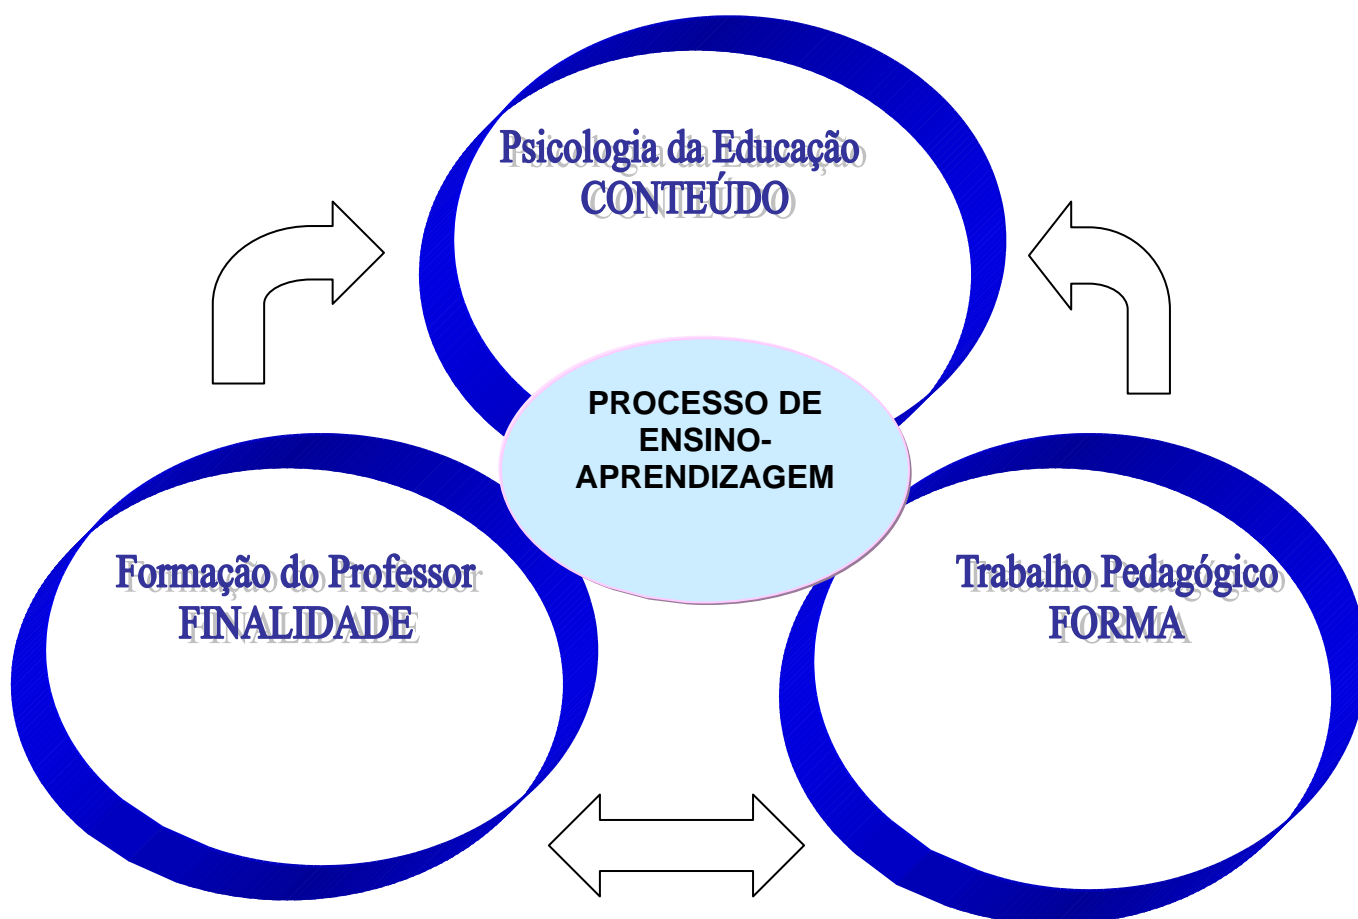 Psicologia da Educação
CONTEÚDO
PROCESSO DE
ENSINO-
APRENDIZAGEM
Formação do Professor
FINALIDADE
Trabalho Pedagógico
FORMA